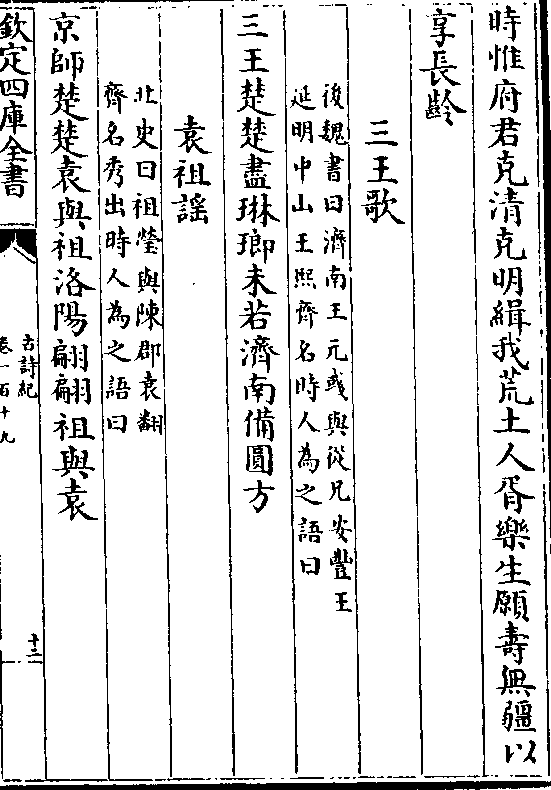 時惟府君克清克明緝我荒土人胥樂生願壽無疆以
享長齡
三王歌
後魏書曰濟南王元彧與從兄安豐王
延明中山王熙齊名時人為之語曰
三王楚楚盡琳瑯未若濟南備圓方
袁祖謡
北史曰祖瑩與陳郡袁翻
齊名秀出時人為之語曰
京師楚楚袁與祖洛陽翩翩祖與袁
欽定四庫全書
古詩紀
卷一百十九
十二